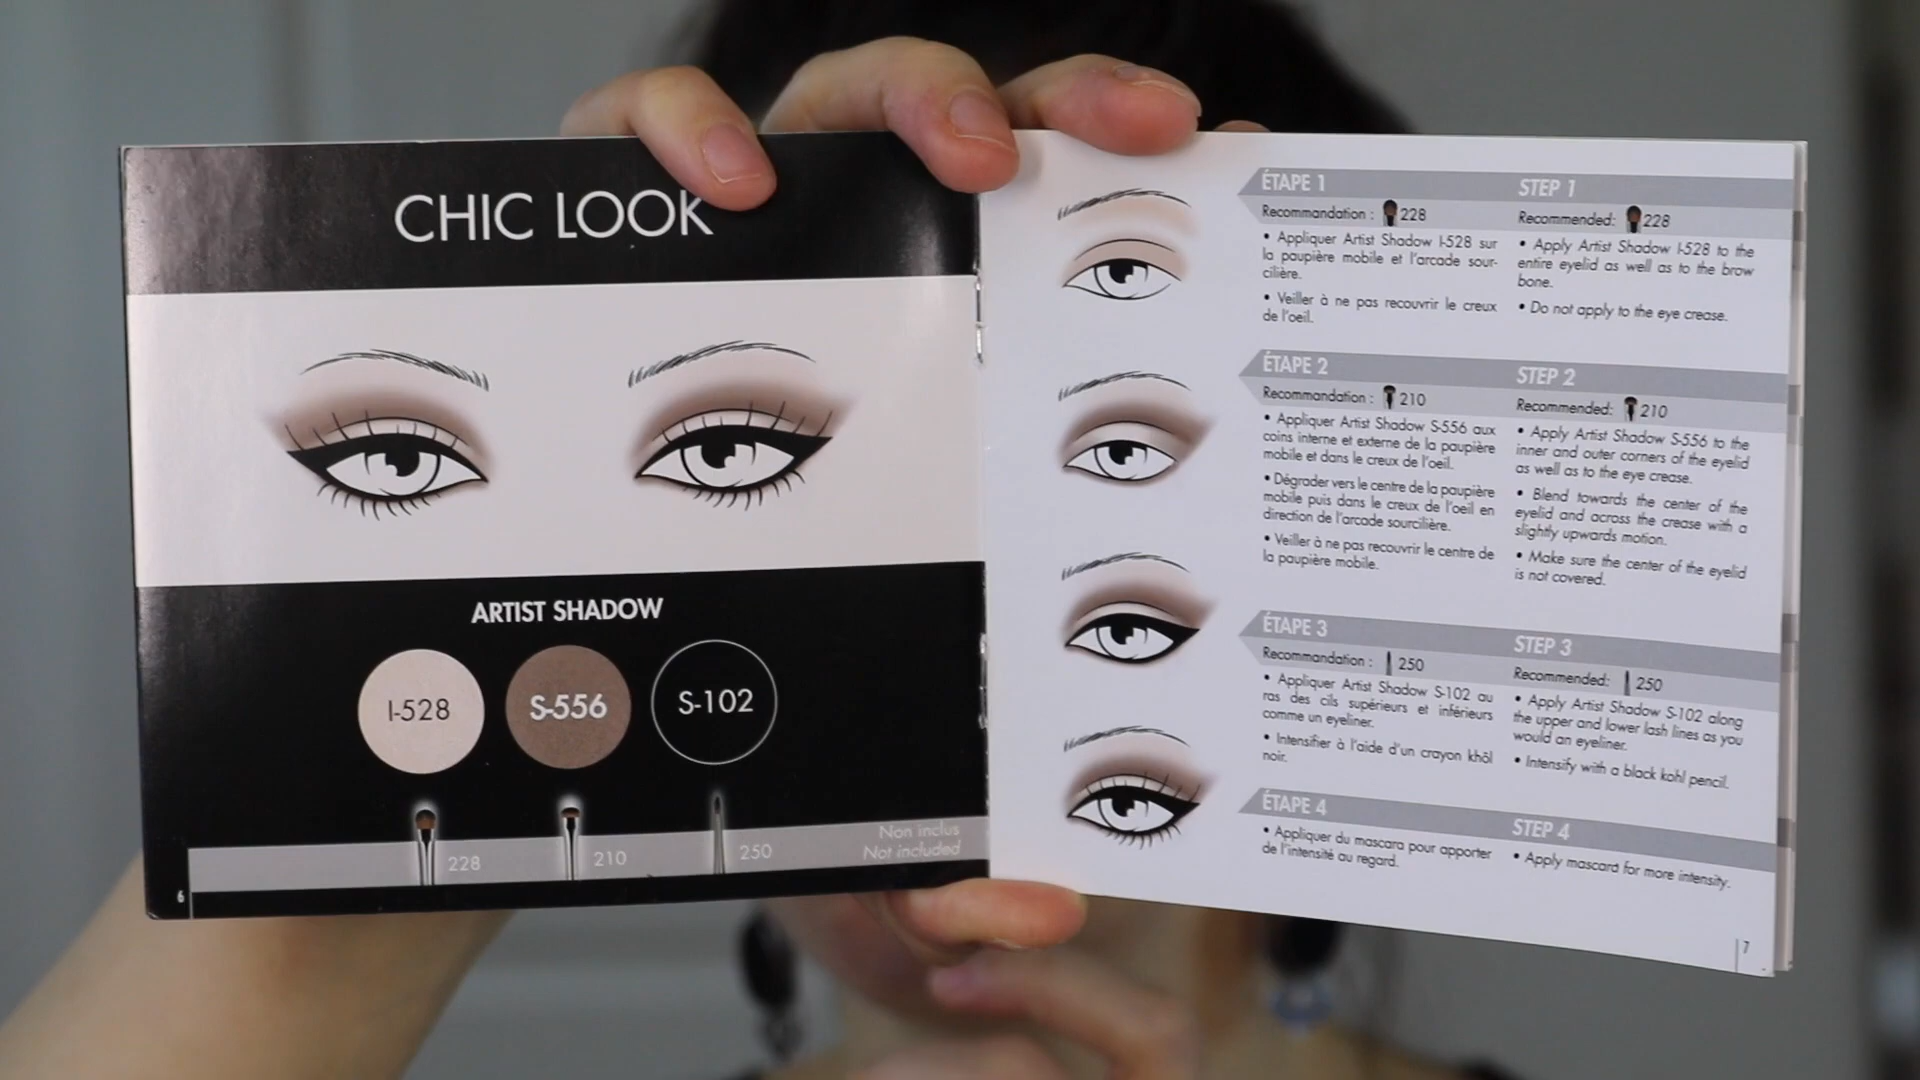 CHIC LOOK
ARTIST SHADOW
I-528
S-556
S-102
228
210
250
Non inclus
Not included
6
ÉTAPE 1
Recommandation : 228
• Appliquer Artist Shadow I-528 sur
la paupière mobile et l'arcade sour-
cilière.
• Veiller à ne pas recouvrir le creux
de l'oeil.
STEP 1
Recommended: 228
• Apply Artist Shadow I-528 to the
entire eyelid as well as to the brow
bone.
• Do not apply to the eye crease.
ÉTAPE 2
Recommandation : 210
• Appliquer Artist Shadow S-556 aux
coins interne et externe de la paupière
mobile et dans le creux de l'oeil.
• Dégrader vers le centre de la paupière
mobile puis dans le creux de l'oeil en
direction de l'arcade sourcilière.
• Veiller à ne pas recouvrir le centre de
la paupière mobile.
STEP 2
Recommended: 210
• Apply Artist Shadow S-556 to the
inner and outer corners of the eyelid
as well as to the eye crease.
• Blend towards the center of the
eyelid and across the crease with a
slightly upwards motion.
• Make sure the center of the eyelid
is not covered.
ÉTAPE 3
Recommandation : 250
• Appliquer Artist Shadow S-102 au
ras des cils supérieurs et inférieurs
comme un eyeliner.
• Intensifier à l'aide d'un crayon khôl
noir.
STEP 3
Recommended: 250
• Apply Artist Shadow S-102 along
the upper and lower lash lines as you
would an eyeliner.
• Intensify with a black kohl pencil.
ÉTAPE 4
• Appliquer du mascara pour apporter
de l'intensité au regard.
STEP 4
• Apply mascara for more intensity.
7